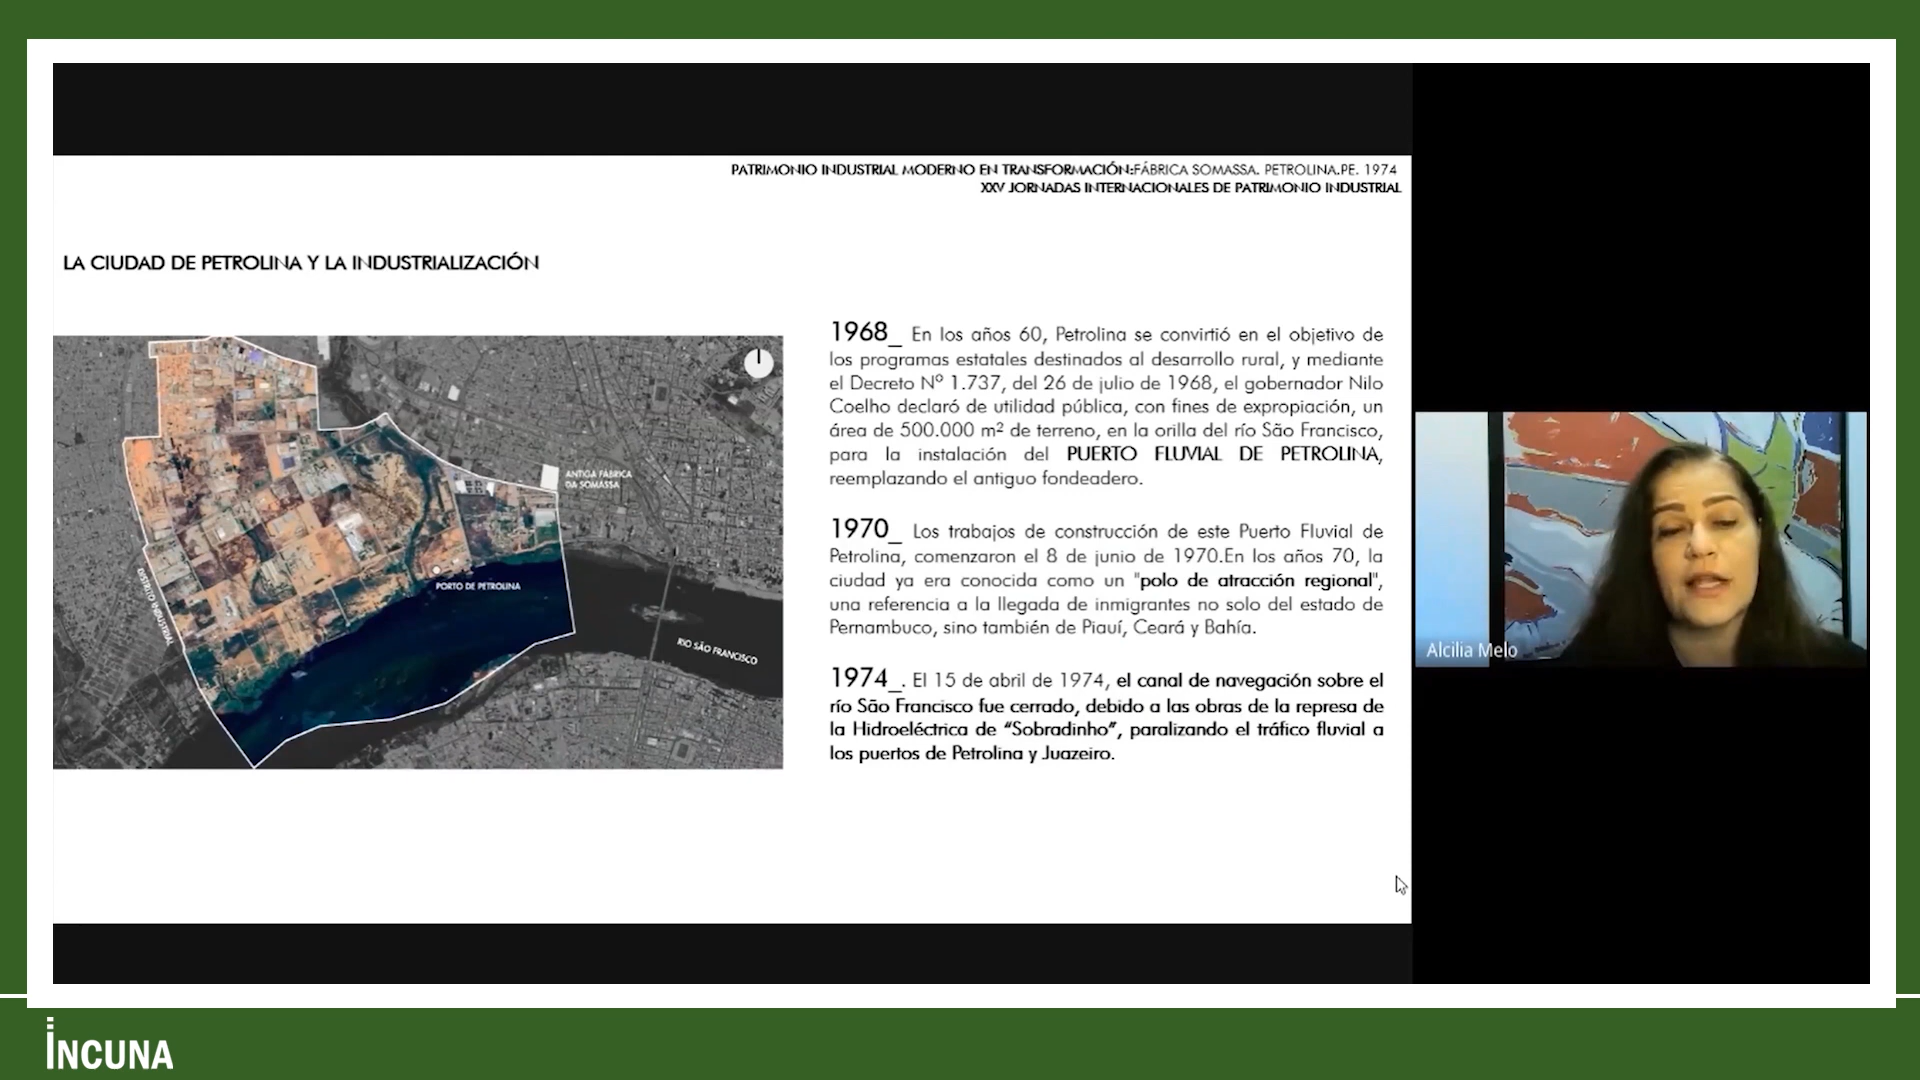 PATRIMONIO INDUSTRIAL MODERNO EN TRANSFORMACIÓN:FÁBRICA SOMASSA. PETROLINA.PE. 1974
XXV JORNADAS INTERNACIONALES DE PATRIMONIO INDUSTRIAL
LA CIUDAD DE PETROLINA Y LA INDUSTRIALIZACIÓN
ANTIGA FÁBRICA
DA SOMASSA
PORTO DE PETROLINA
DISTRITO INDUSTRIAL
RIO SÃO FRANCISCO
1968_ En los años 60, Petrolina se convirtió en el objetivo de
los programas estatales destinados al desarrollo rural, y mediante
el Decreto Nº 1.737, del 26 de julio de 1968, el gobernador Nilo
Coelho declaró de utilidad pública, con fines de expropiación, un
área de 500.000 m² de terreno, en la orilla del río São Francisco,
para la instalación del PUERTO FLUVIAL DE PETROLINA,
reemplazando el antiguo fondeadero.
1970_ Los trabajos de construcción de este Puerto Fluvial de
Petrolina, comenzaron el 8 de junio de 1970.En los años 70, la
ciudad ya era conocida como un "polo de atracción regional",
una referencia a la llegada de inmigrantes no solo del estado de
Pernambuco, sino también de Piauí, Ceará y Bahía.
1974_. El 15 de abril de 1974, el canal de navegación sobre el
río São Francisco fue cerrado, debido a las obras de la represa de
la Hidroeléctrica de “Sobradinho”, paralizando el tráfico fluvial a
los puertos de Petrolina y Juazeiro.
Alcilia Melo
INCUNA